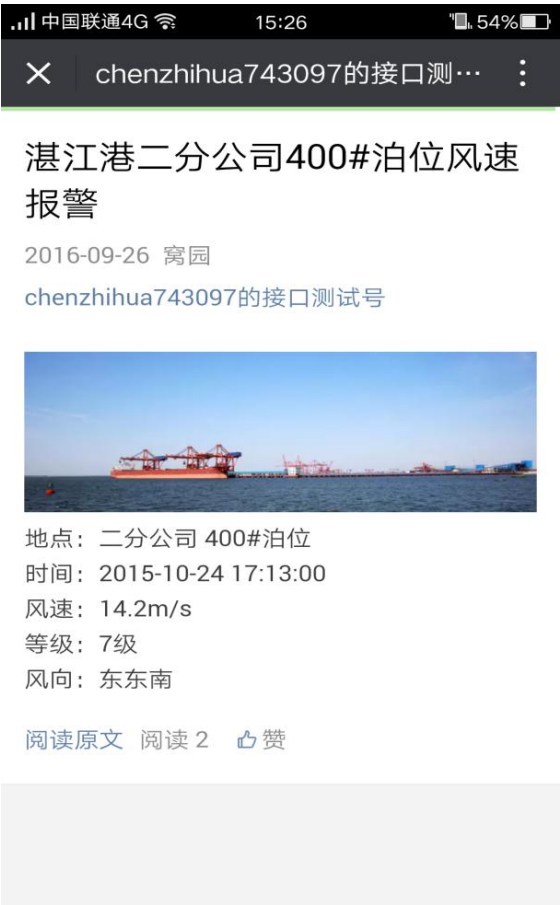 中国联通4G 15:26 54%
chenzhihua743097的接口测…
湛江港二分公司400#泊位风速
报警
2016-09-26 窝园
chenzhihua743097的接口测试号
地点：二分公司 400#泊位
时间：2015-10-24 17:13:00
风速：14.2m/s
等级：7级
风向：东东南
阅读原文 阅读 2 赞